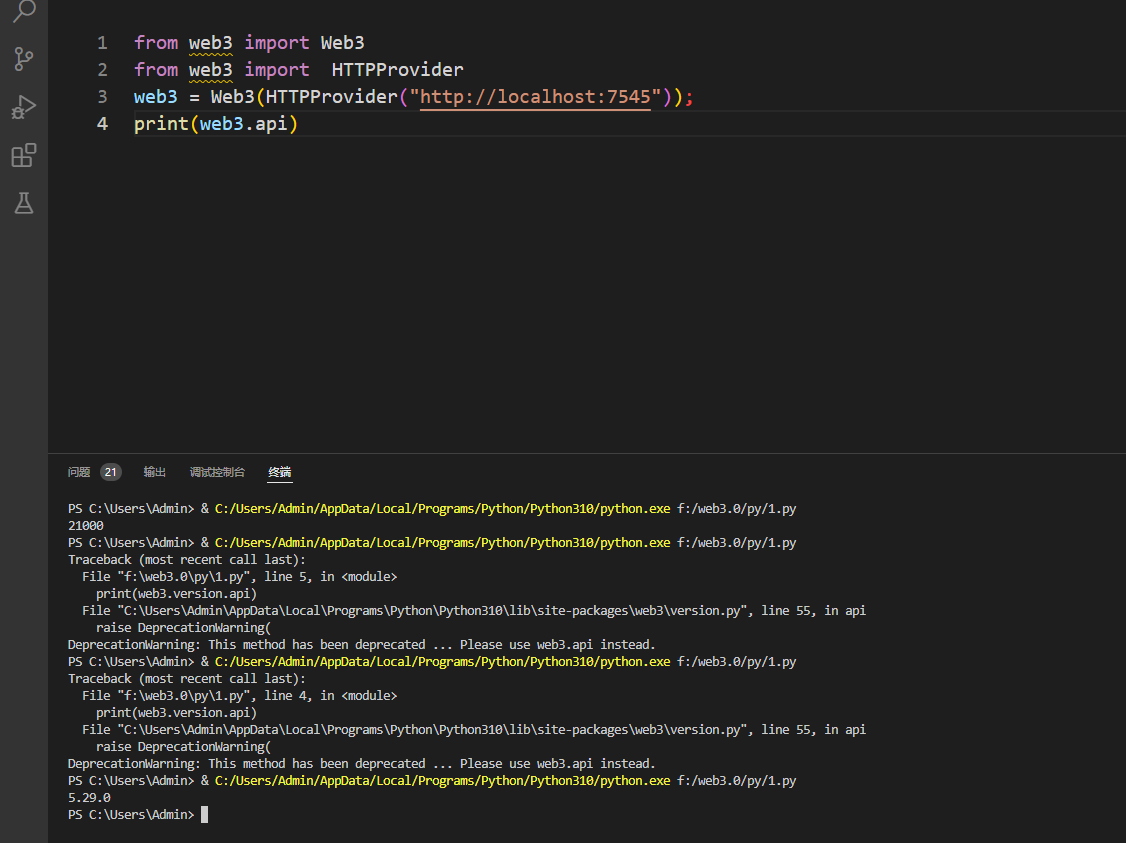 1 from web3 import Web3
2 from web3 import  HTTPProvider
3 web3 = Web3(HTTPProvider("http://localhost:7545"));
4 print(web3.api)
问题 21 输出 调试控制台 终端
PS C:\Users\Admin> & C:/Users/Admin/AppData/Local/Programs/Python/Python310/python.exe f:/web3.0/py/1.py
21000
PS C:\Users\Admin> & C:/Users/Admin/AppData/Local/Programs/Python/Python310/python.exe f:/web3.0/py/1.py
Traceback (most recent call last):
  File "f:\web3.0\py\1.py", line 5, in <module>
    print(web3.version.api)
  File "C:\Users\Admin\AppData\Local\Programs\Python\Python310\lib\site-packages\web3\version.py", line 55, in api
    raise DeprecationWarning(
DeprecationWarning: This method has been deprecated ... Please use web3.api instead.
PS C:\Users\Admin> & C:/Users/Admin/AppData/Local/Programs/Python/Python310/python.exe f:/web3.0/py/1.py
Traceback (most recent call last):
  File "f:\web3.0\py\1.py", line 4, in <module>
    print(web3.version.api)
  File "C:\Users\Admin\AppData\Local\Programs\Python\Python310\lib\site-packages\web3\version.py", line 55, in api
    raise DeprecationWarning(
DeprecationWarning: This method has been deprecated ... Please use web3.api instead.
PS C:\Users\Admin> & C:/Users/Admin/AppData/Local/Programs/Python/Python310/python.exe f:/web3.0/py/1.py
5.29.0
PS C:\Users\Admin>